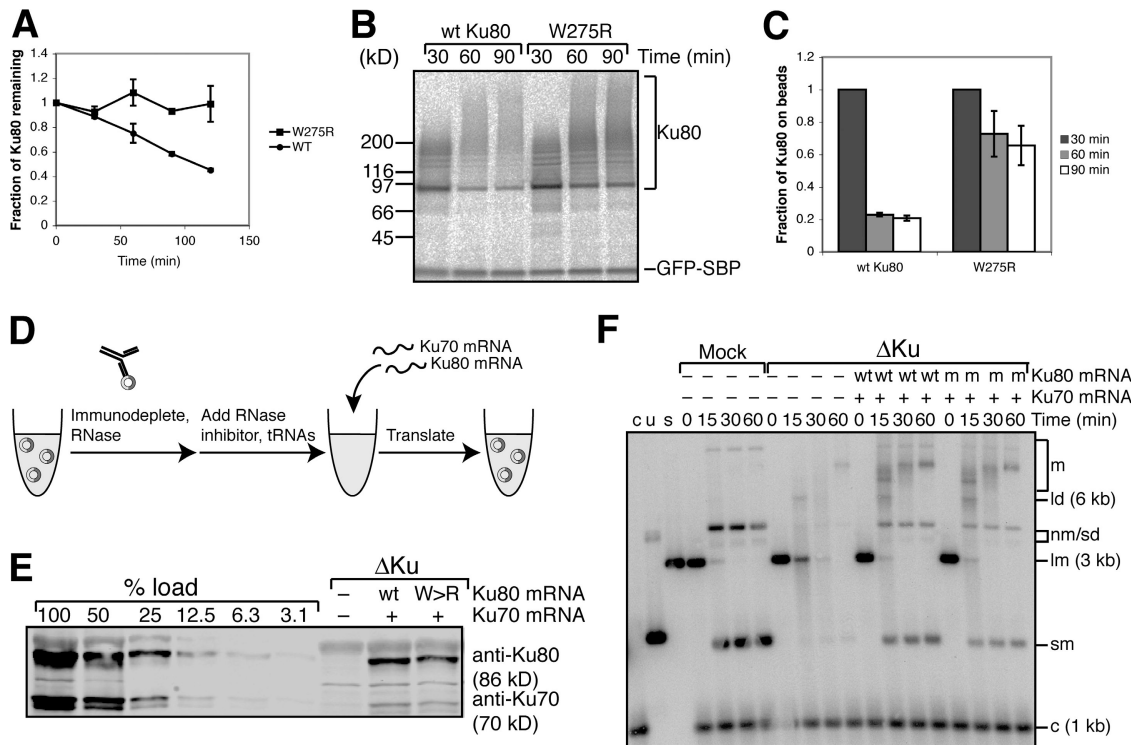 A
Fraction of Ku80 remaining
1.4
1.2
1
0.8
0.6
0.4
0.2
0
0 50 100 150
Time (min)
W275R
WT
B
wt Ku80 W275R
(kD) 30 60 90 30 60 90 Time (min)
200
116
97
66
45
Ku80
GFP-SBP
C
Fraction of Ku80 on beads
1.2
1
0.8
0.6
0.4
0.2
0
wt Ku80 W275R
30 min
60 min
90 min
D
Immunodeplete,
RNase
Add RNase
inhibitor, tRNAs
Ku70 mRNA
Ku80 mRNA
Translate
E
% load ΔKu
– wt W>R Ku80 mRNA
100 50 25 12.5 6.3 3.1 – + + Ku70 mRNA
anti-Ku80
(86 kD)
anti-Ku70
(70 kD)
F
Mock ΔKu
– – – – – – – – wt wt wt wt m m m m Ku80 mRNA
– – – – – – – – + + + + + + + + Ku70 mRNA
c u s 0 15 30 60 0 15 30 60 0 15 30 60 0 15 30 60 Time (min)
m
ld (6 kb)
nm/sd
lm (3 kb)
sm
c (1 kb)